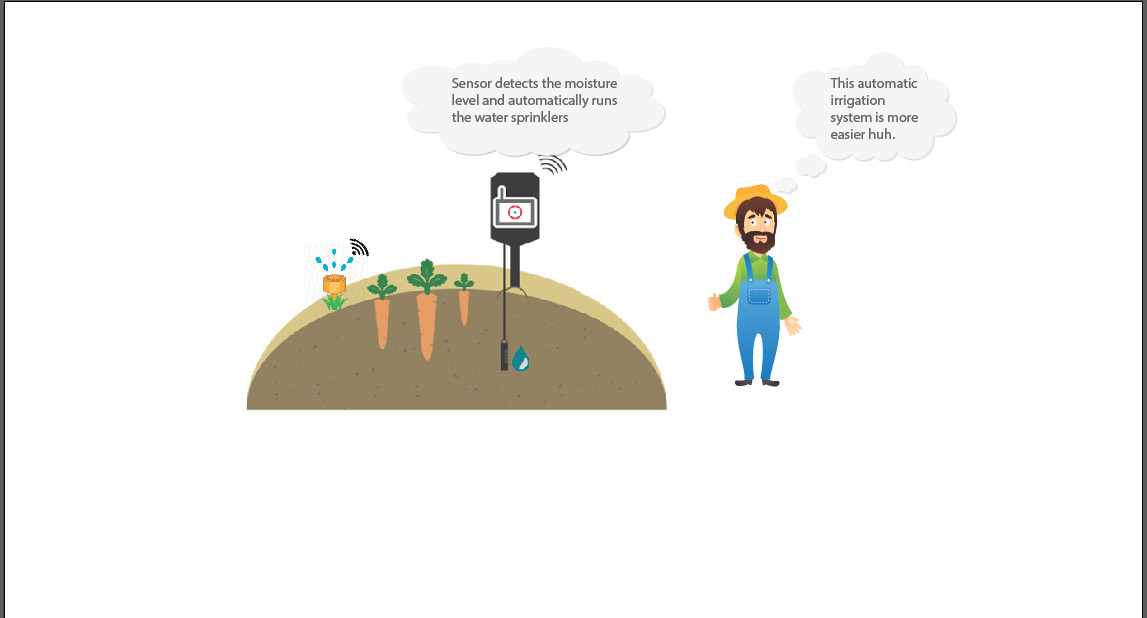 Sensor detects the moisture
level and automatically runs
the water sprinklers
This automatic
irrigation
system is more
easier huh.